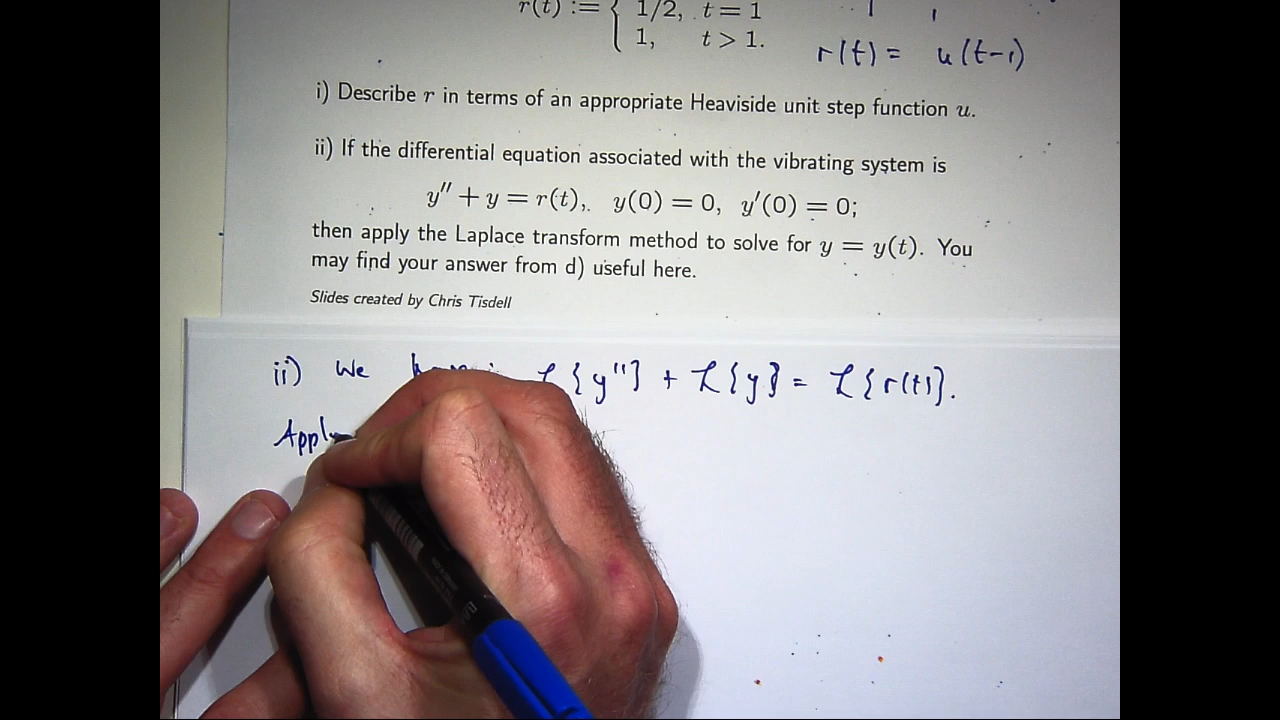 r(t) := { 1/2, t = 1
1, t > 1.
r(t) = u(t-1)
i) Describe r in terms of an appropriate Heaviside unit step function u.
ii) If the differential equation associated with the vibrating system is
y'' + y = r(t), y(0) = 0, y'(0) = 0;
then apply the Laplace transform method to solve for y = y(t). You
may find your answer from d) useful here.
Slides created by Chris Tisdell
ii) We ℒ{y''} + ℒ{y} = ℒ{r(t)}.
Apply